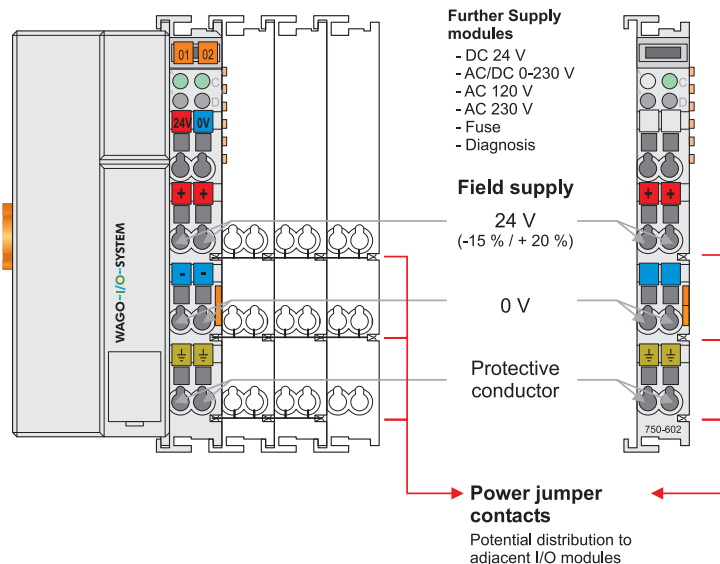 Further Supply
modules
- DC 24 V
- AC/DC 0-230 V
- AC 120 V
- AC 230 V
- Fuse
- Diagnosis
01 02
C
D
24V 0V
+ +
- -
WAGO-I/O-SYSTEM
Field supply
24 V
(-15 % / + 20 %)
0 V
Protective
conductor
C
D
+ +
750-602
Power jumper
contacts
Potential distribution to
adjacent I/O modules